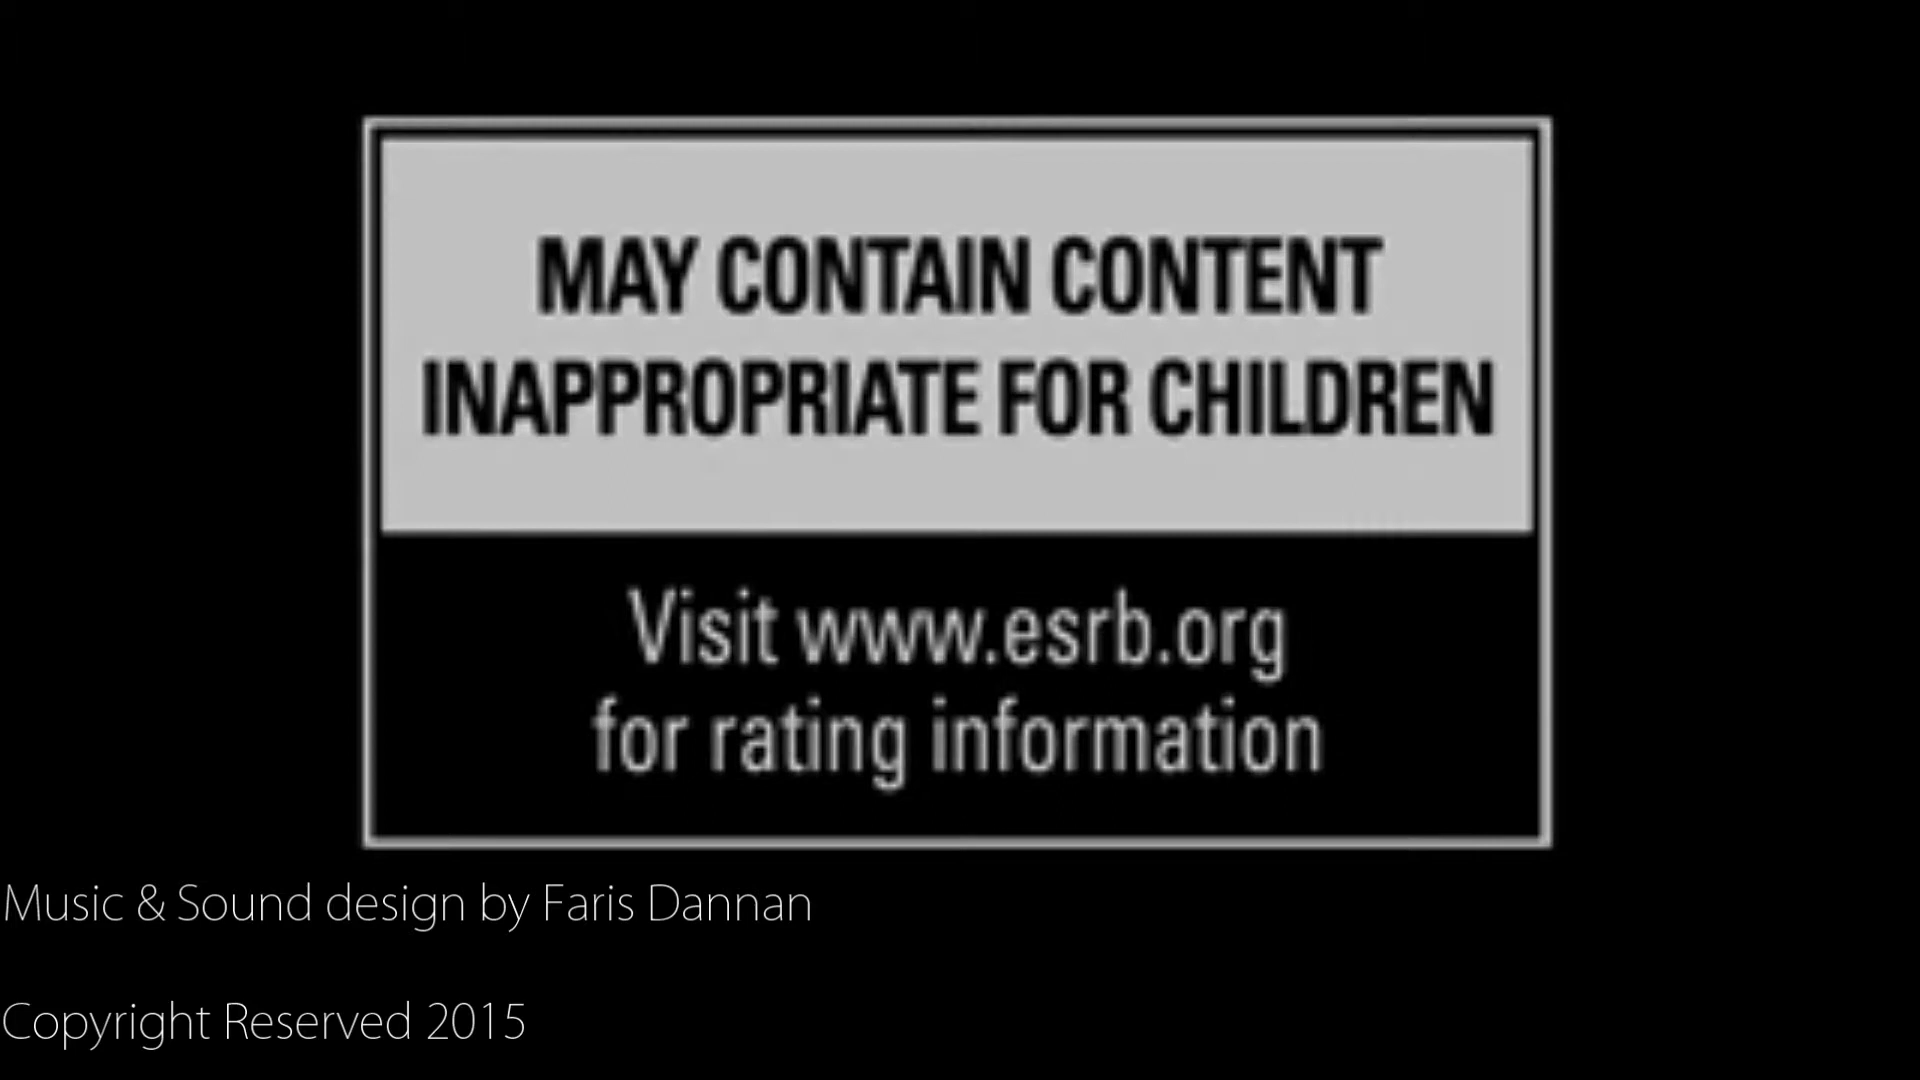 MAY CONTAIN CONTENT
INAPPROPRIATE FOR CHILDREN
Visit www.esrb.org
for rating information
Music & Sound design by Faris Dannan
Copyright Reserved 2015